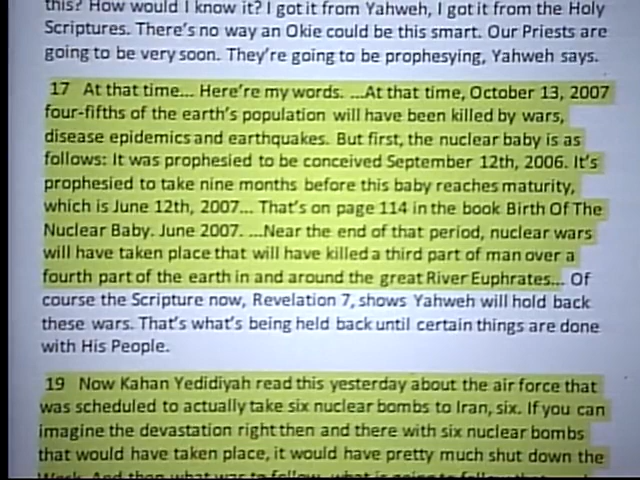 this? How would I know it? I got it from Yahweh, I got it from the Holy
Scriptures. There's no way an Okie could be this smart. Our Priests are
going to be very soon. They're going to be prophesying, Yahweh says.
17 At that time... Here're my words. ...At that time, October 13, 2007
four-fifths of the earth's population will have been killed by wars,
disease epidemics and earthquakes. But first, the nuclear baby is as
follows: It was prophesied to be conceived September 12th, 2006. It's
prophesied to take nine months before this baby reaches maturity,
which is June 12th, 2007... That's on page 114 in the book Birth Of The
Nuclear Baby. June 2007. ...Near the end of that period, nuclear wars
will have taken place that will have killed a third part of man over a
fourth part of the earth in and around the great River Euphrates... Of
course the Scripture now, Revelation 7, shows Yahweh will hold back
these wars. That's what's being held back until certain things are done
with His People.
19 Now Kahan Yedidiyah read this yesterday about the air force that
was scheduled to actually take six nuclear bombs to Iran, six. If you can
imagine the devastation right then and there with six nuclear bombs
that would have taken place, it would have pretty much shut down the
And then what was to follow, what is going to follow